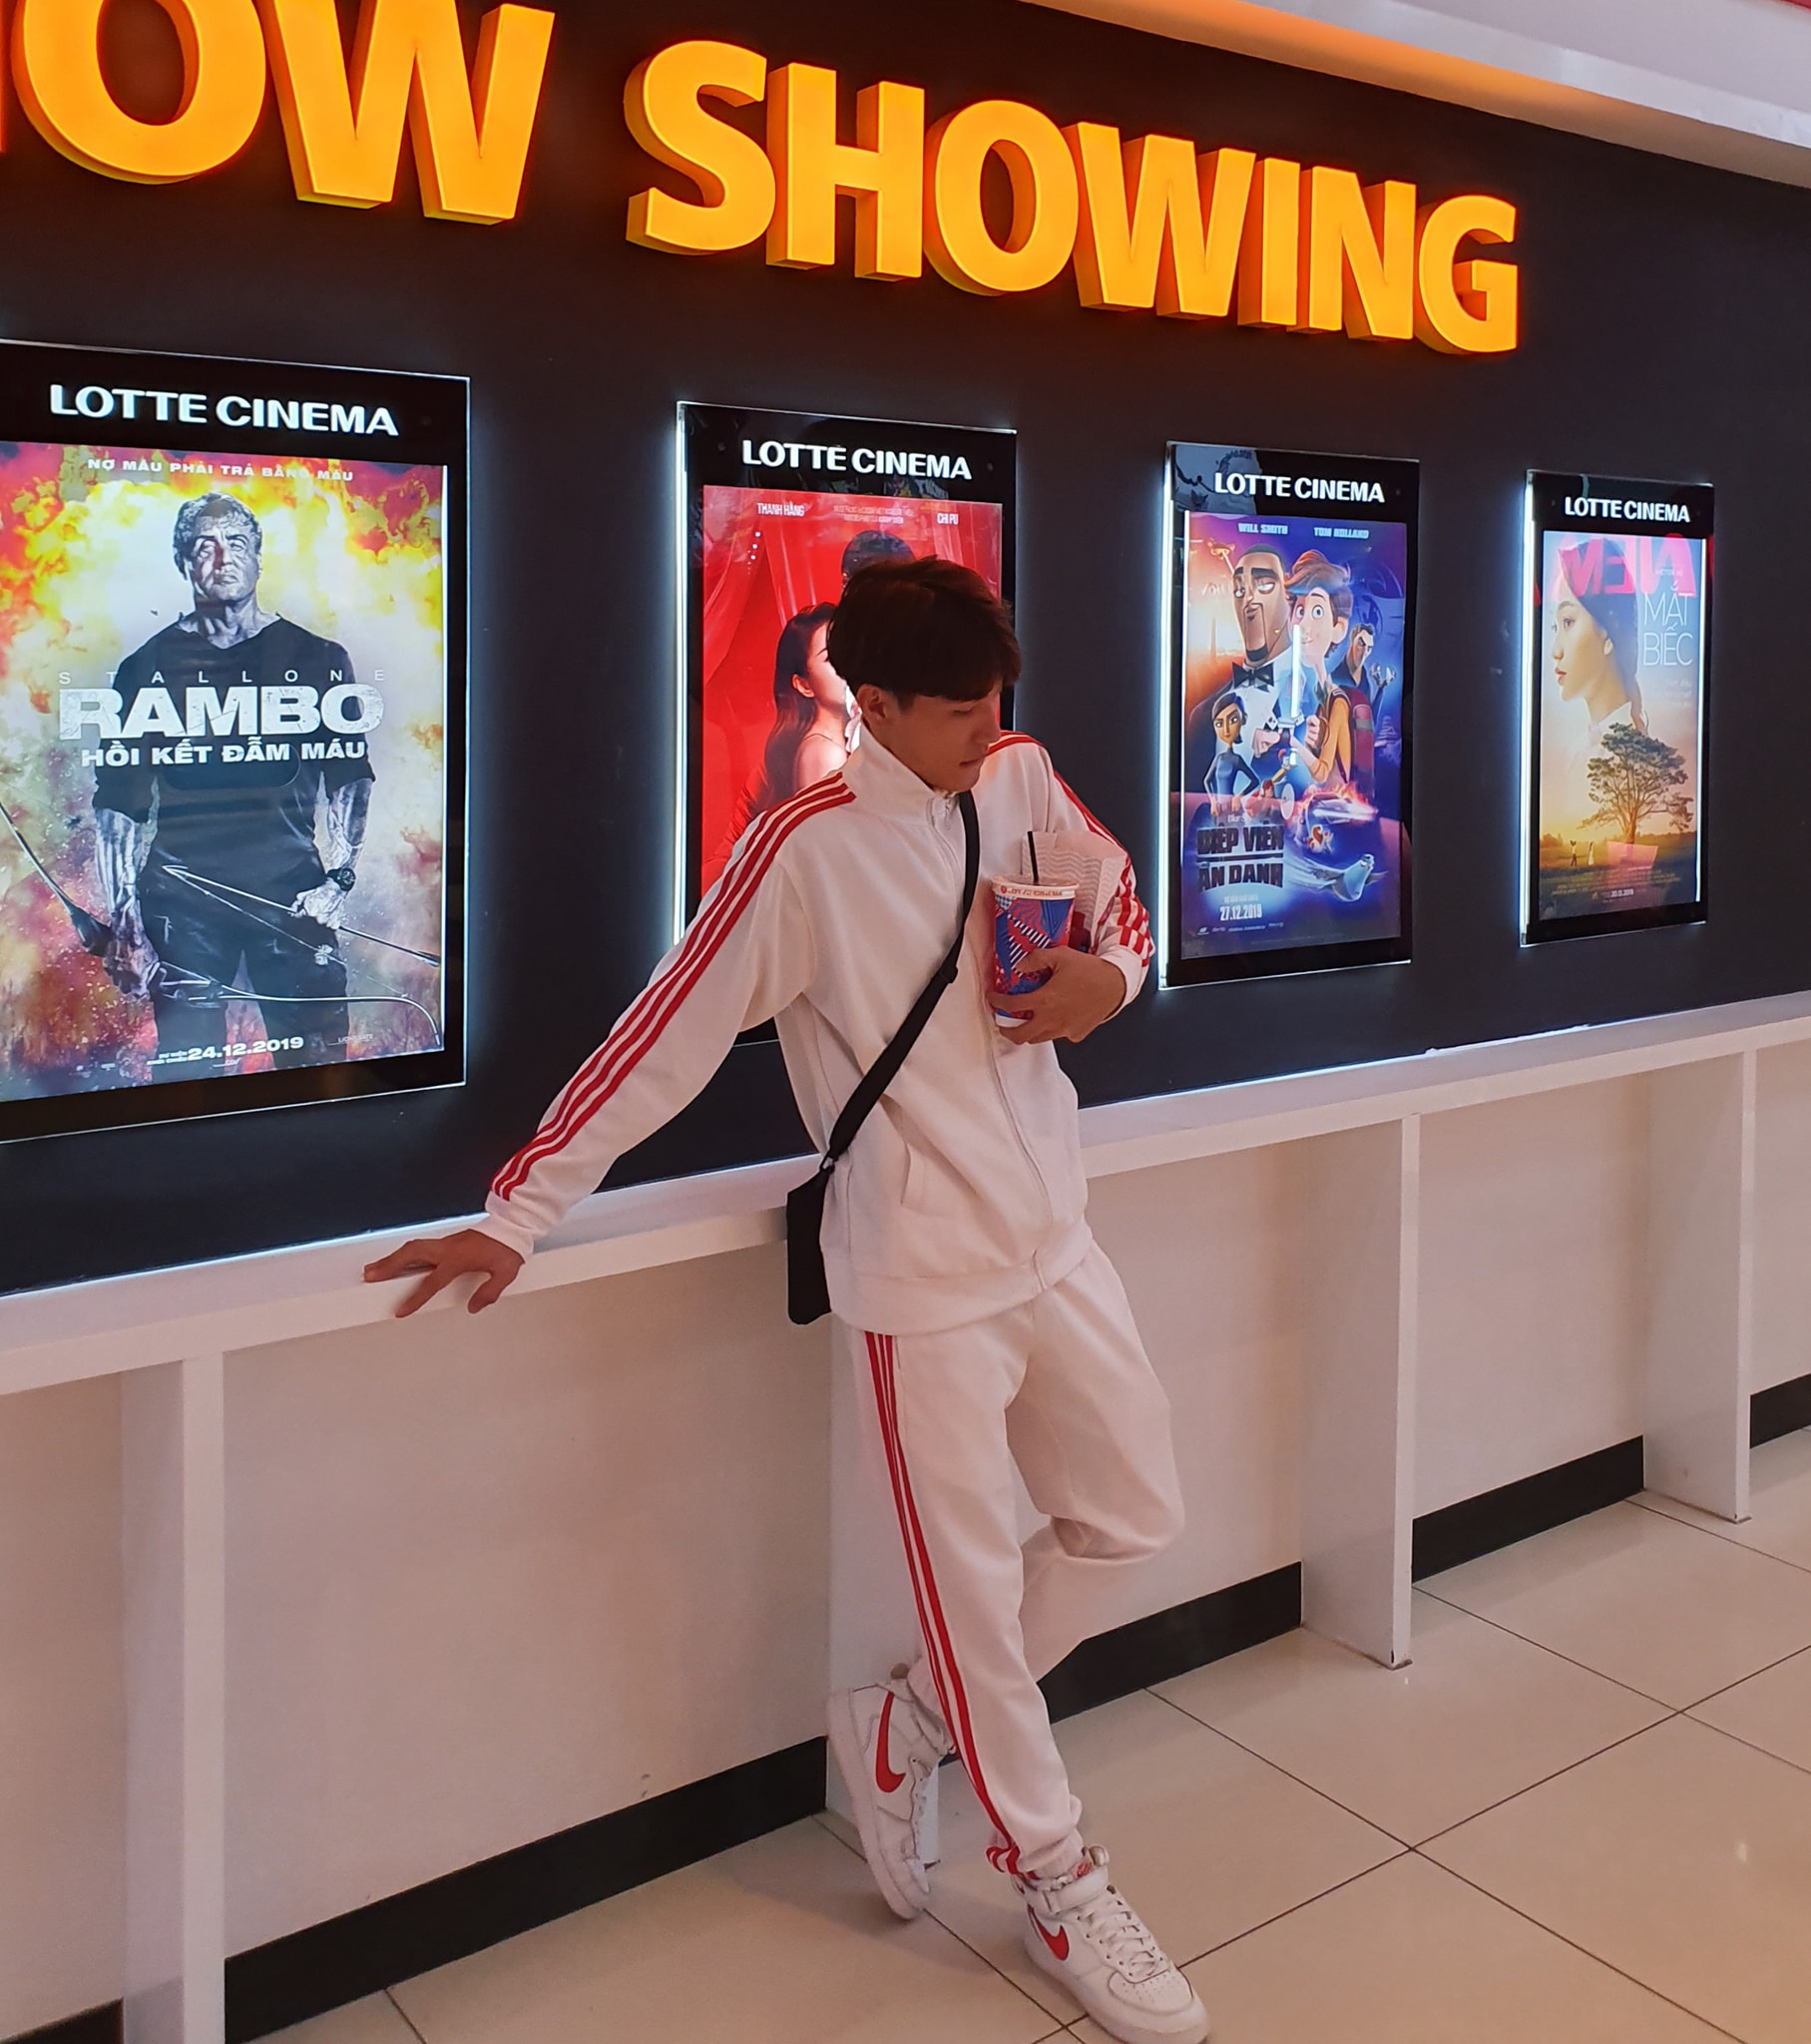 OW SHOWING
LOTTE CINEMA
NỢ MÁU PHẢI TRẢ BẰNG MÁU
STALLONE
RAMBO
HỒI KẾT ĐẪM MÁU
24.12.2019
LOTTE CINEMA
THANH HẰNG
CHI PU
LOTTE CINEMA
WILL SMITH TOM HOLLAND
ĐIỆP VIÊN
ẨN DANH
27.12.2019
LOTTE CINEMA
MẮT
BIẾC